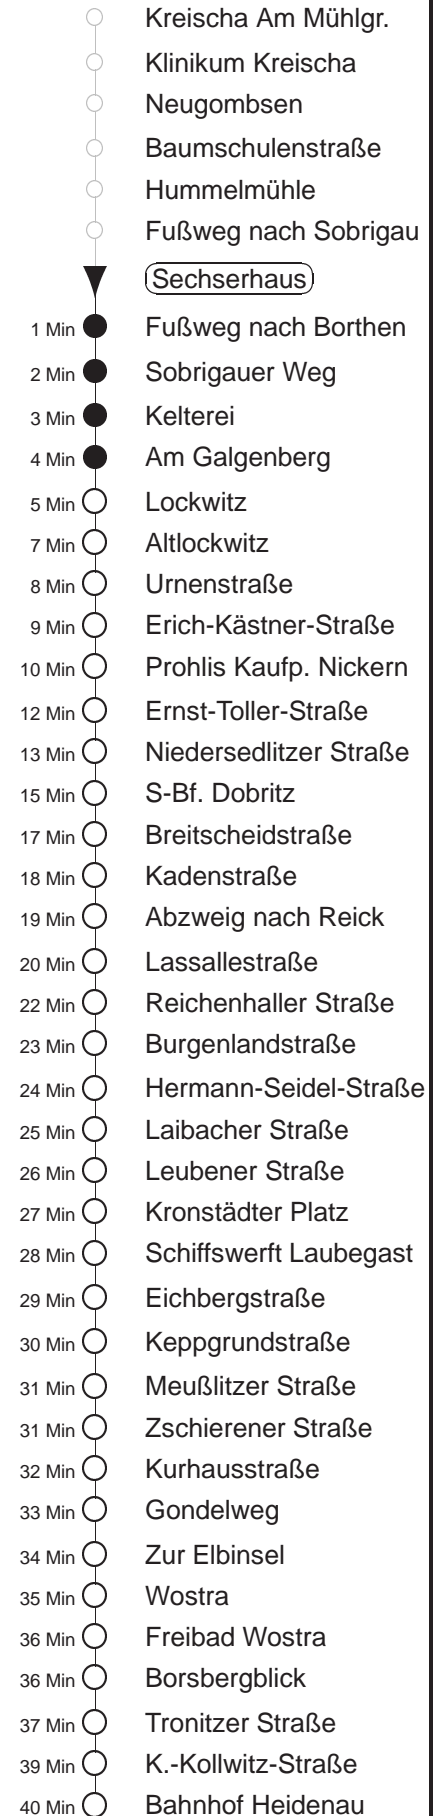 Kreischa Am Mühlgr.
Klinikum Kreischa
Neugombsen
Baumschulenstraße
Hummelmühle
Fußweg nach Sobrigau
Sechserhaus
1 Min Fußweg nach Borthen
2 Min Sobrigauer Weg
3 Min Kelterei
4 Min Am Galgenberg
5 Min Lockwitz
7 Min Altlockwitz
8 Min Urnenstraße
9 Min Erich-Kästner-Straße
10 Min Prohlis Kaufp. Nickern
12 Min Ernst-Toller-Straße
13 Min Niedersedlitzer Straße
15 Min S-Bf. Dobritz
17 Min Breitscheidstraße
18 Min Kadenstraße
19 Min Abzweig nach Reick
20 Min Lassallestraße
22 Min Reichenhaller Straße
23 Min Burgenlandstraße
24 Min Hermann-Seidel-Straße
25 Min Laibacher Straße
26 Min Leubener Straße
27 Min Kronstädter Platz
28 Min Schiffswerft Laubegast
29 Min Eichbergstraße
30 Min Keppgrundstraße
31 Min Meußlitzer Straße
31 Min Zschierener Straße
32 Min Kurhausstraße
33 Min Gondelweg
34 Min Zur Elbinsel
35 Min Wostra
36 Min Freibad Wostra
36 Min Borsbergblick
37 Min Tronitzer Straße
39 Min K.-Kollwitz-Straße
40 Min Bahnhof Heidenau